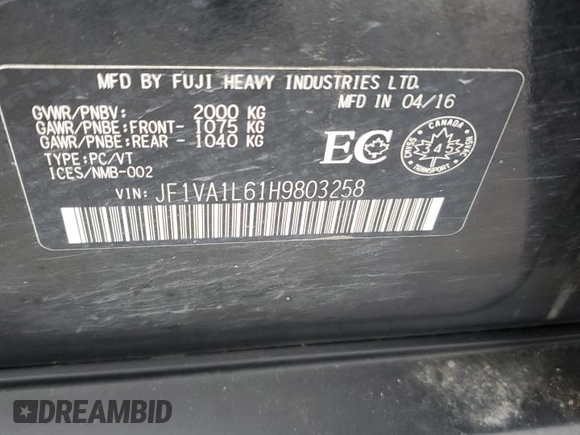 MFD BY FUJI HEAVY INDUSTRIES LTD.
MFD IN 04/16
GVWR/PNBV: 2000 KG
GAWR/PNBE:FRONT- 1075 KG
GAWR/PNBE:REAR - 1040 KG
TYPE:PC/VT
ICES/NMB-002
EC
CANADA
345
TRANSPORT
VIN: JF1VA1L61H9803258
DREAMBID